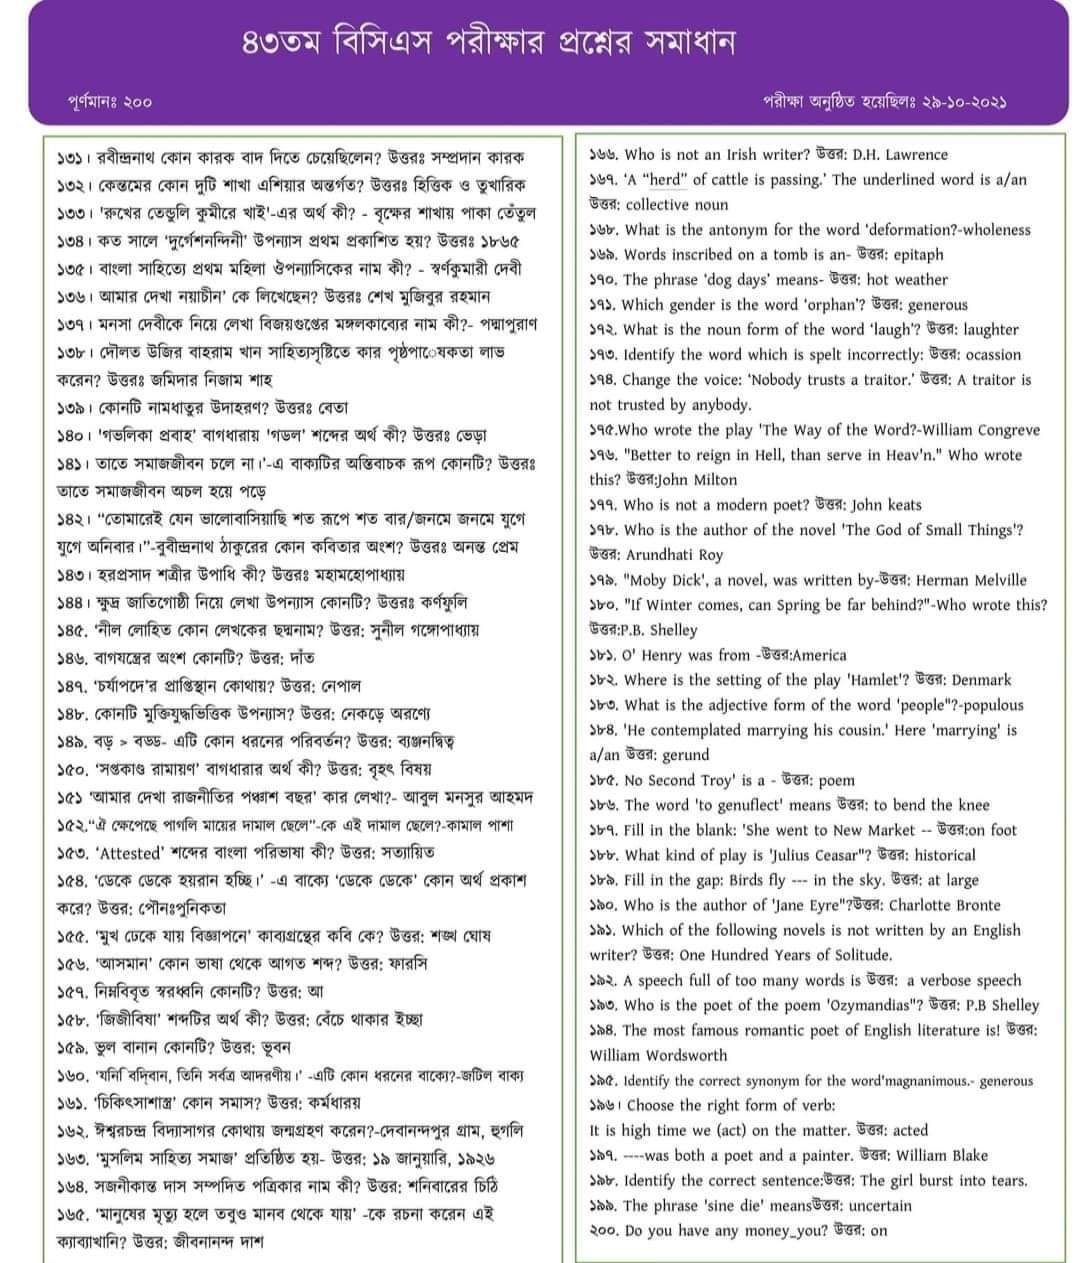 ৪৩তম বিসিএস পরীক্ষার প্রশ্নের সমাধান
পূর্ণমানঃ ২০০
পরীক্ষা অনুষ্ঠিত হয়েছিলঃ ২৯-১০-২০২১
১৩১। রবীন্দ্রনাথ কোন কারক বাদ দিতে চেয়েছিলেন? উত্তরঃ সম্প্রদান কারক
১৩২। কেন্তমের কোন দুটি শাখা এশিয়ার অন্তর্গত? উত্তরঃ হিত্তিক ও তুখারিক
১৩৩। 'রুখের তেন্তুলি কুমীরে খাই'-এর অর্থ কী? - বৃক্ষের শাখায় পাকা তেঁতুল
১৩৪। কত সালে ‘দুর্গেশনন্দিনী’ উপন্যাস প্রথম প্রকাশিত হয়? উত্তরঃ ১৮৬৫
১৩৫। বাংলা সাহিত্যে প্রথম মহিলা ঔপন্যাসিকের নাম কী? - স্বর্ণকুমারী দেবী
১৩৬। আমার দেখা নয়াচীন’ কে লিখেছেন? উত্তরঃ শেখ মুজিবুর রহমান
১৩৭। মনসা দেবীকে নিয়ে লেখা বিজয়গুপ্তের মঙ্গলকাব্যের নাম কী?- পদ্মাপুরাণ
১৩৮। দৌলত উজির বাহরাম খান সাহিত্যসৃষ্টিতে কার পৃষ্ঠপােষকতা লাভ
করেন? উত্তরঃ জমিদার নিজাম শাহ
১৩৯। কোনটি নামধাতুর উদাহরণ? উত্তরঃ বেতা
১৪০। 'গড্ডলিকা প্রবাহ’ বাগধারায় 'গড্ডল’ শব্দের অর্থ কী? উত্তরঃ ভেড়া
১৪১। তাতে সমাজজীবন চলে না।’-এ বাক্যটির অস্তিবাচক রূপ কোনটি? উত্তরঃ
তাতে সমাজজীবন অচল হয়ে পড়ে
১৪২। “তোমারেই যেন ভালোবাসিয়াছি শত রূপে শত বার/জনমে জনমে যুগে
যুগে অনিবার।”-রবীন্দ্রনাথ ঠাকুরের কোন কবিতার অংশ? উত্তরঃ অনন্ত প্রেম
১৪৩। হরপ্রসাদ শস্ত্রীর উপাধি কী? উত্তরঃ মহামহোপাধ্যায়
১৪৪। ক্ষুদ্র জাতিগোষ্ঠী নিয়ে লেখা উপন্যাস কোনটি? উত্তরঃ কর্ণফুলি
১৪৫. ‘নীল লোহিত কোন লেখকের ছদ্মনাম? উত্তর: সুনীল গঙ্গোপাধ্যায়
১৪৬. বাগযন্ত্রের অংশ কোনটি? উত্তর: দাঁত
১৪৭. ‘চর্যাপদে’র প্রাপ্তিস্থান কোথায়? উত্তর: নেপাল
১৪৮. কোনটি মুক্তিযুদ্ধভিত্তিক উপন্যাস? উত্তর: নেকড়ে অরণ্যে
১৪৯. বড় > বড্ড- এটি কোন ধরনের পরিবর্তন? উত্তর: ব্যঞ্জনদ্বিত্ব
১৫০. ‘সপ্তকাণ্ড রামায়ণ’ বাগধারার অর্থ কী? উত্তর: বৃহৎ বিষয়
১৫১ ‘আমার দেখা রাজনীতির পঞ্চাশ বছর’ কার লেখা?- আবুল মনসুর আহমদ
১৫২.“ঐ ক্ষেপেছে পাগলি মায়ের দামাল ছেলে”-কে এই দামাল ছেলে?-কামাল পাশা
১৫৩. ‘Attested’ শব্দের বাংলা পরিভাষা কী? উত্তর: সত্যায়িত
১৫৪. ‘ডেকে ডেকে হয়রান হচ্ছি।’ -এ বাক্যে ‘ডেকে ডেকে’ কোন অর্থ প্রকাশ
করে? উত্তর: পৌনঃপুনিকতা
১৫৫. ‘মুখ ঢেকে যায় বিজ্ঞাপনে’ কাব্যগ্রন্থের কবি কে? উত্তর: শঙ্খ ঘোষ
১৫৬. ‘আসমান’ কোন ভাষা থেকে আগত শব্দ? উত্তর: ফারসি
১৫৭. নিম্নবিবৃত স্বরধ্বনি কোনটি? উত্তর: আ
১৫৮. ‘জিজীবিষা’ শব্দটির অর্থ কী? উত্তর: বেঁচে থাকার ইচ্ছা
১৫৯. ভুল বানান কোনটি? উত্তর: ভূবন
১৬০. ‘যিনি বিদ্বান, তিনি সর্বত্র আদরণীয়।’ -এটি কোন ধরনের বাক্যে?-জটিল বাক্য
১৬১. ‘চিকিৎসাশাস্ত্র’ কোন সমাস? উত্তর: কর্মধারয়
১৬২. ঈশ্বরচন্দ্র বিদ্যাসাগর কোথায় জন্মগ্রহণ করেন?-দেবানন্দপুর গ্রাম, হুগলি
১৬৩. ‘মুসলিম সাহিত্য সমাজ’ প্রতিষ্ঠিত হয়- উত্তর: ১৯ জানুয়ারি, ১৯২৬
১৬৪. সজনীকান্ত দাস সম্পদিত পত্রিকার নাম কী? উত্তর: শনিবারের চিঠি
১৬৫. ‘মানুষের মৃত্যু হলে তবুও মানব থেকে যায়’ -কে রচনা করেন এই
ক্যাব্যাখানি? উত্তর: জীবনানন্দ দাশ
১৬৬. Who is not an Irish writer? উত্তর: D.H. Lawrence
১৬৭. ‘A “herd” of cattle is passing.’ The underlined word is a/an
উত্তর: collective noun
১৬৮. What is the antonym for the word ‘deformation?-wholeness
১৬৯. Words inscribed on a tomb is an- উত্তর: epitaph
১৭০. The phrase ‘dog days’ means- উত্তর: hot weather
১৭১. Which gender is the word ‘orphan’? উত্তর: generous
১৭২. What is the noun form of the word ‘laugh’? উত্তর: laughter
১৭৩. Identify the word which is spelt incorrectly: উত্তর: ocassion
১৭৪. Change the voice: ‘Nobody trusts a traitor.’ উত্তর: A traitor is
not trusted by anybody.
১৭৫.Who wrote the play 'The Way of the Word?-William Congreve
১৭৬. "Better to reign in Hell, than serve in Heav'n." Who wrote
this? উত্তর:John Milton
১৭৭. Who is not a modern poet? উত্তর: John keats
১৭৮. Who is the author of the novel 'The God of Small Things'?
উত্তর: Arundhati Roy
১৭৯. "Moby Dick', a novel, was written by-উত্তর: Herman Melville
১৮০. "If Winter comes, can Spring be far behind?"-Who wrote this?
উত্তর:P.B. Shelley
১৮১. O' Henry was from -উত্তর:America
১৮২. Where is the setting of the play 'Hamlet'? উত্তর: Denmark
১৮৩. What is the adjective form of the word 'people"?-populous
১৮৪. 'He contemplated marrying his cousin.' Here 'marrying' is
a/an উত্তর: gerund
১৮৫. No Second Troy' is a - উত্তর: poem
১৮৬. The word 'to genuflect' means উত্তর: to bend the knee
১৮৭. Fill in the blank: 'She went to New Market -- উত্তর:on foot
১৮৮. What kind of play is 'Julius Ceasar"? উত্তর: historical
১৮৯. Fill in the gap: Birds fly --- in the sky. উত্তর: at large
১৯০. Who is the author of 'Jane Eyre"?উত্তর: Charlotte Bronte
১৯১. Which of the following novels is not written by an English
writer? উত্তর: One Hundred Years of Solitude.
১৯২. A speech full of too many words is উত্তর: a verbose speech
১৯৩. Who is the poet of the poem 'Ozymandias"? উত্তর: P.B Shelley
১৯৪. The most famous romantic poet of English literature is! উত্তর:
William Wordsworth
১৯৫. Identify the correct synonym for the word'magnanimous.- generous
১৯৬। Choose the right form of verb:
It is high time we (act) on the matter. উত্তর: acted
১৯৭. ----was both a poet and a painter. উত্তর: William Blake
১৯৮. Identify the correct sentence:উত্তর: The girl burst into tears.
১৯৯. The phrase 'sine die' meansউত্তর: uncertain
২০০. Do you have any money_you? উত্তর: on